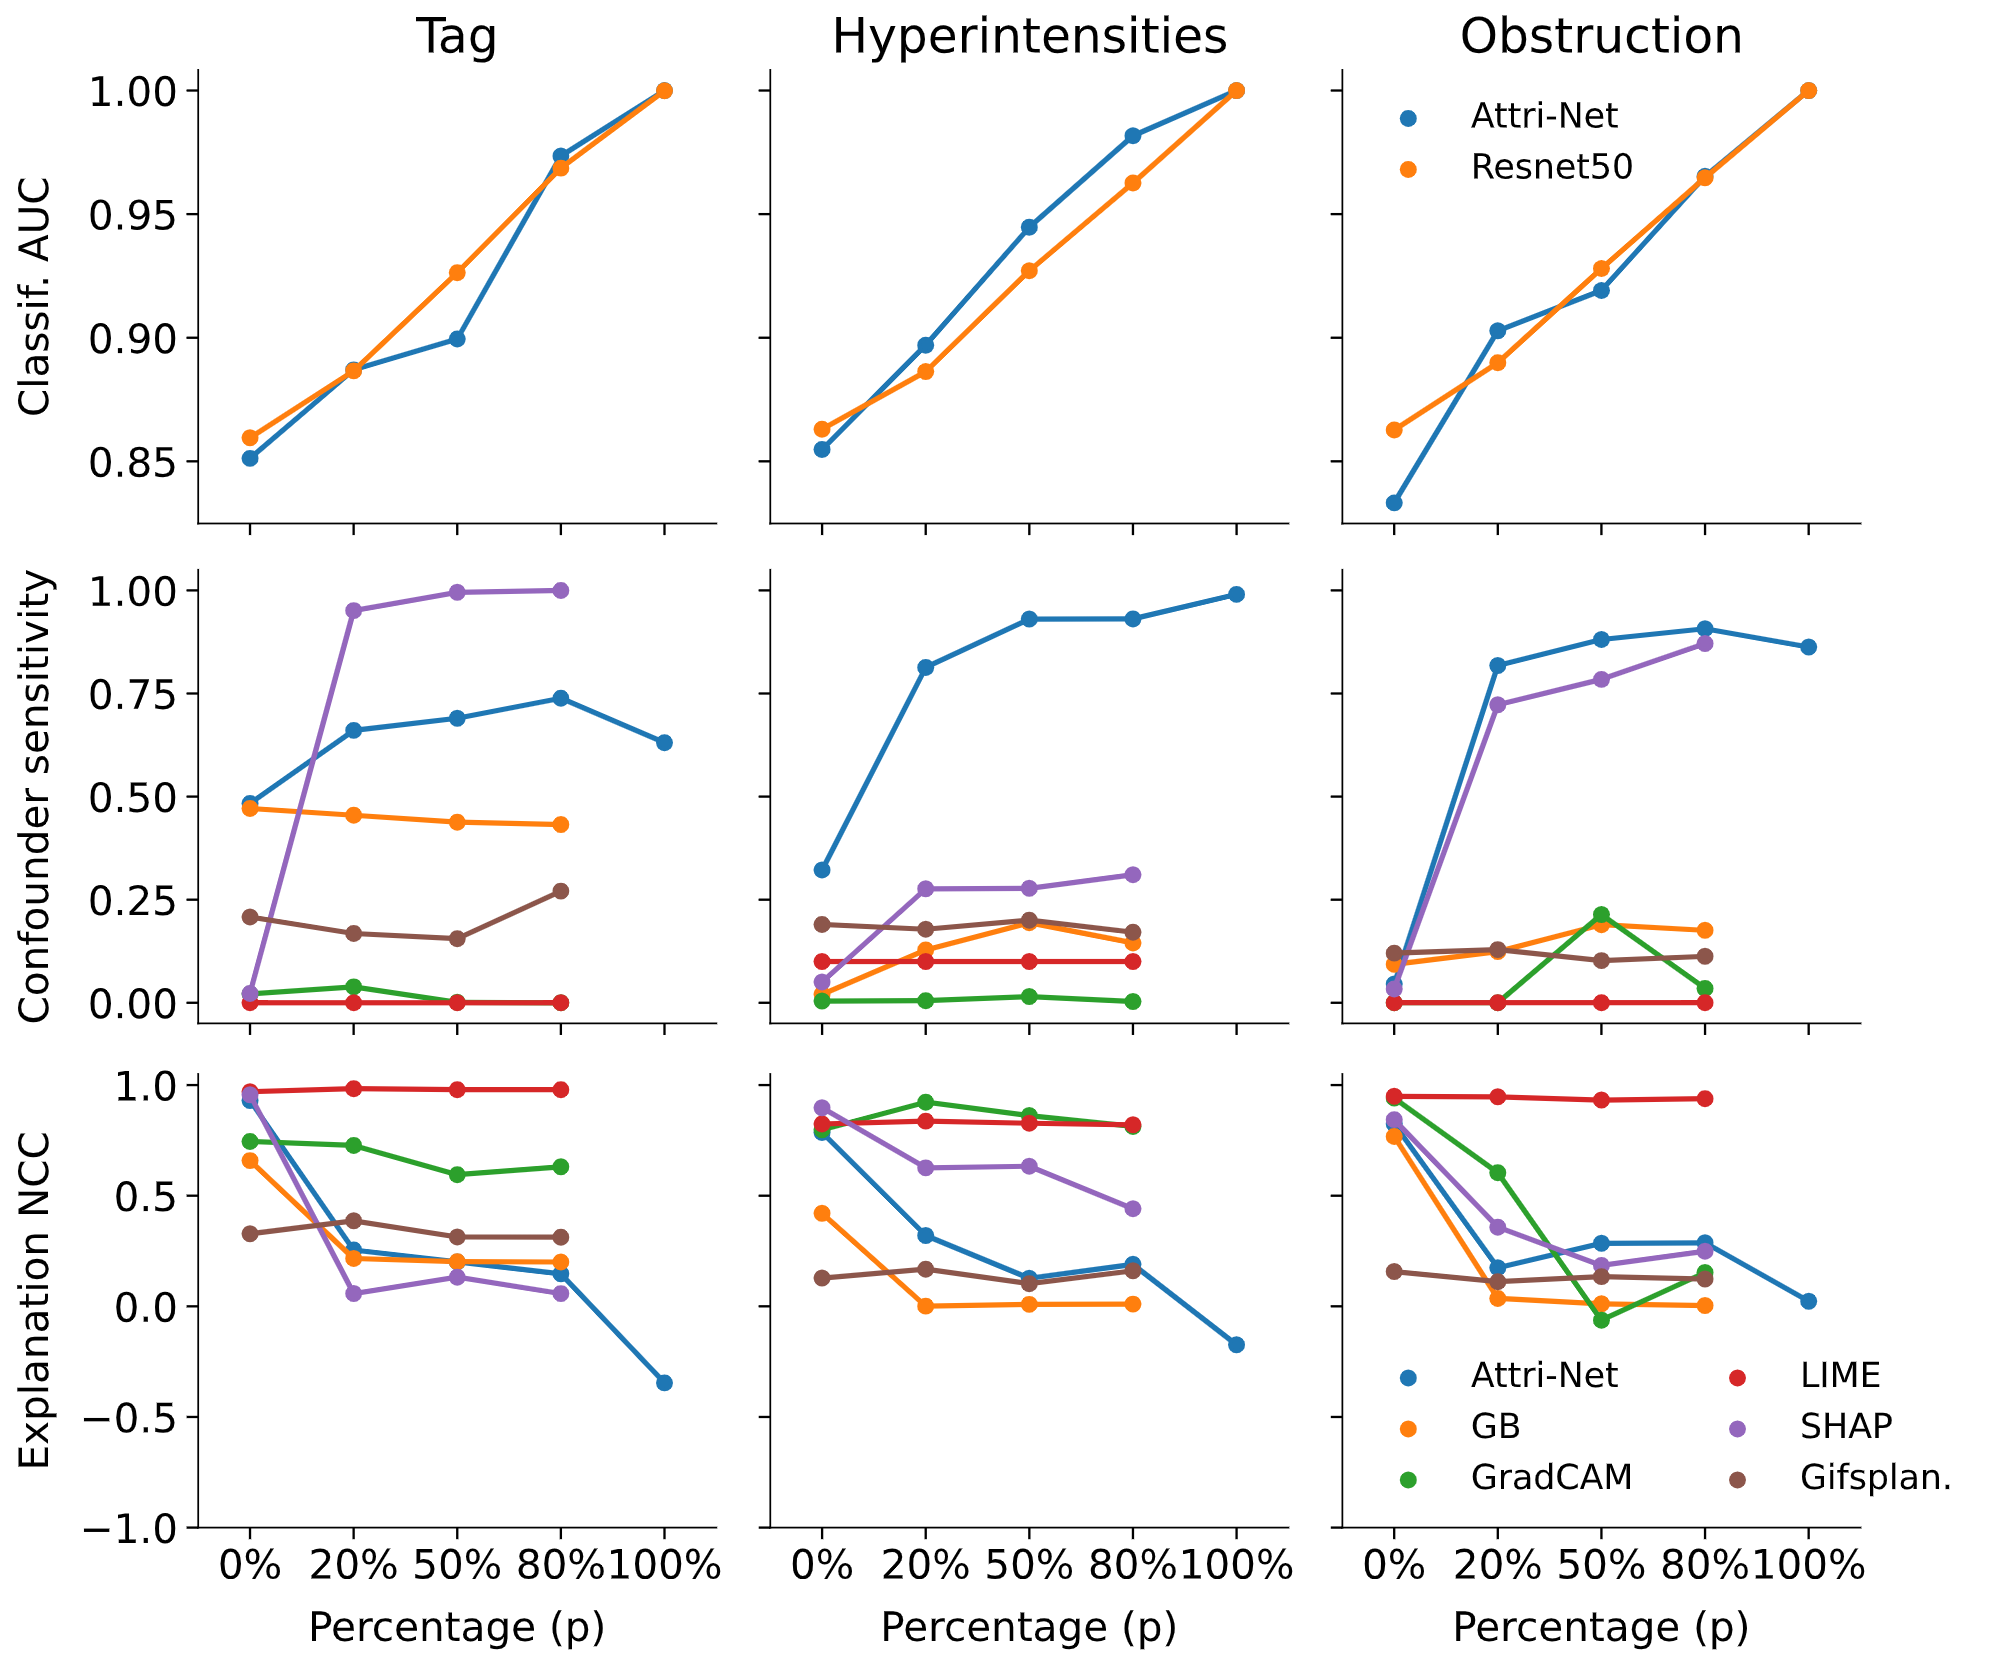 Tag
Hyperintensities
Obstruction
Classif. AUC
1.00
0.95
0.90
0.85
Attri-Net
Resnet50
Confounder sensitivity
1.00
0.75
0.50
0.25
0.00
Explanation NCC
1.0
0.5
0.0
−0.5
−1.0
Attri-Net
GB
GradCAM
LIME
SHAP
Gifsplan.
0% 20% 50% 80% 100%
0% 20% 50% 80% 100%
0% 20% 50% 80% 100%
Percentage (p)
Percentage (p)
Percentage (p)